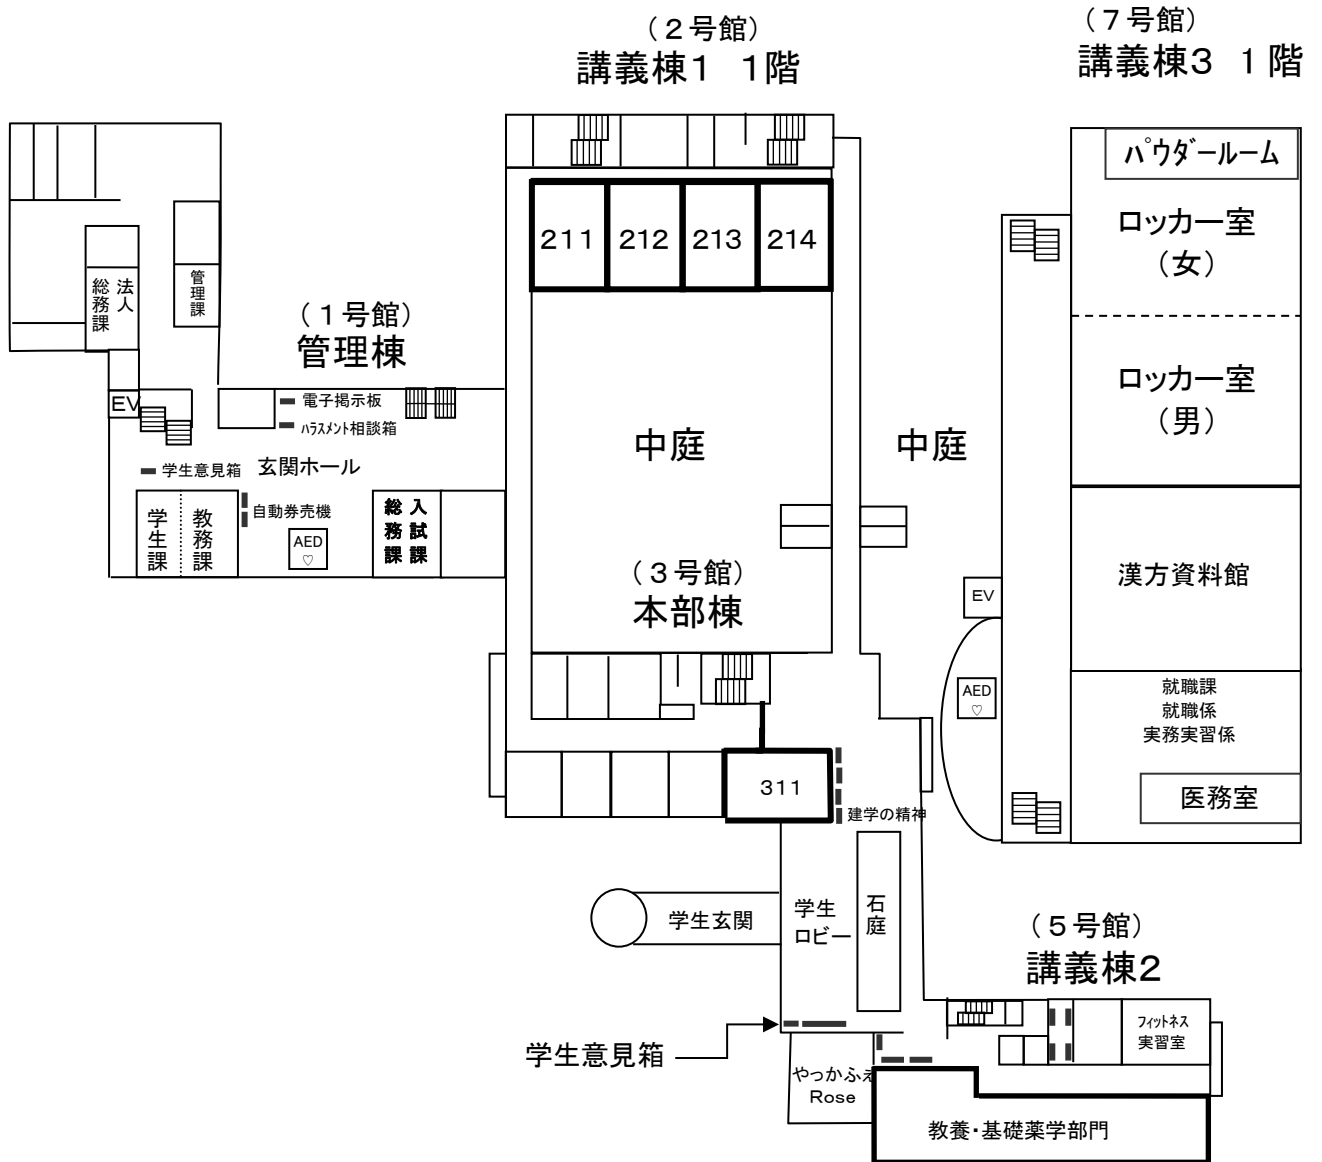 （２号館）
講義棟1　1階
（７号館）
講義棟3　1階
パウダールーム
ロッカー室
（女）
ロッカー室
（男）
漢方資料館
就職課
就職係
実務実習係
医務室
EV
AED
♡
211
212
213
214
中庭
中庭
（１号館）
管理棟
法人
総務課
管理課
EV
電子掲示板
ハラスメント相談箱
学生意見箱
玄関ホール
学生課
教務課
自動券売機
AED
♡
入試課
総務課
（３号館）
本部棟
311
建学の精神
学生玄関
学生
ロビー
石庭
学生意見箱
やっかふぇ
Rose
（５号館）
講義棟2
フィットネス
実習室
教養・基礎薬学部門